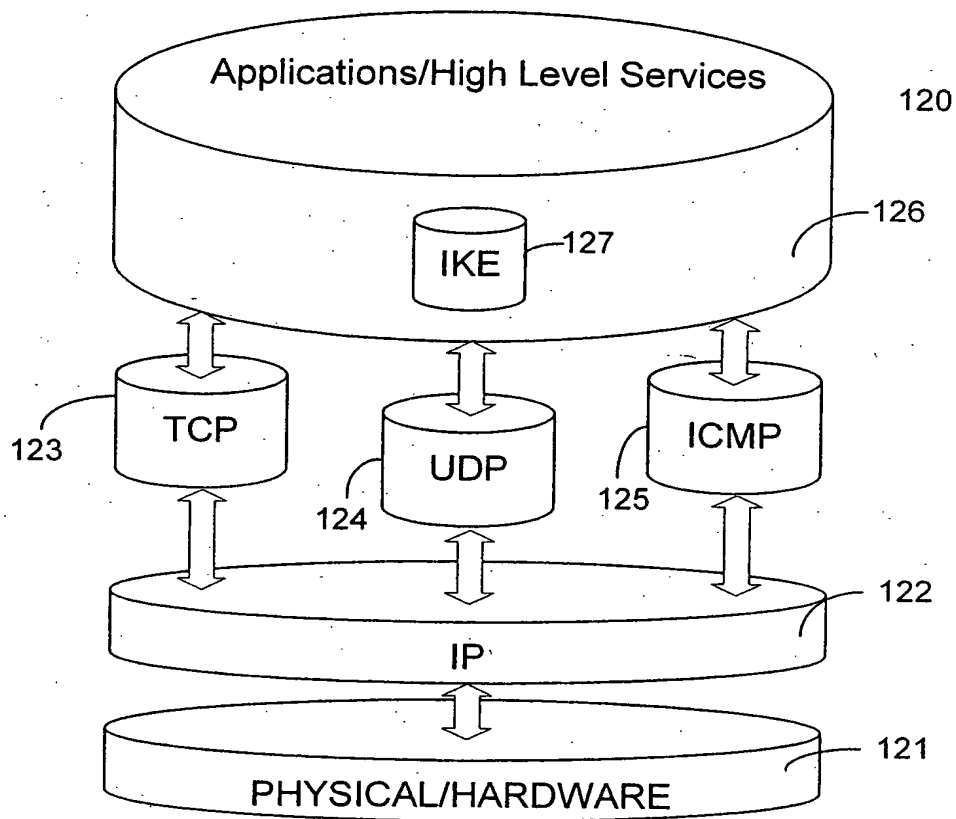 Applications/High Level Services
120
126
127
IKE
123
TCP
124
UDP
125
ICMP
122
IP
121
PHYSICAL/HARDWARE